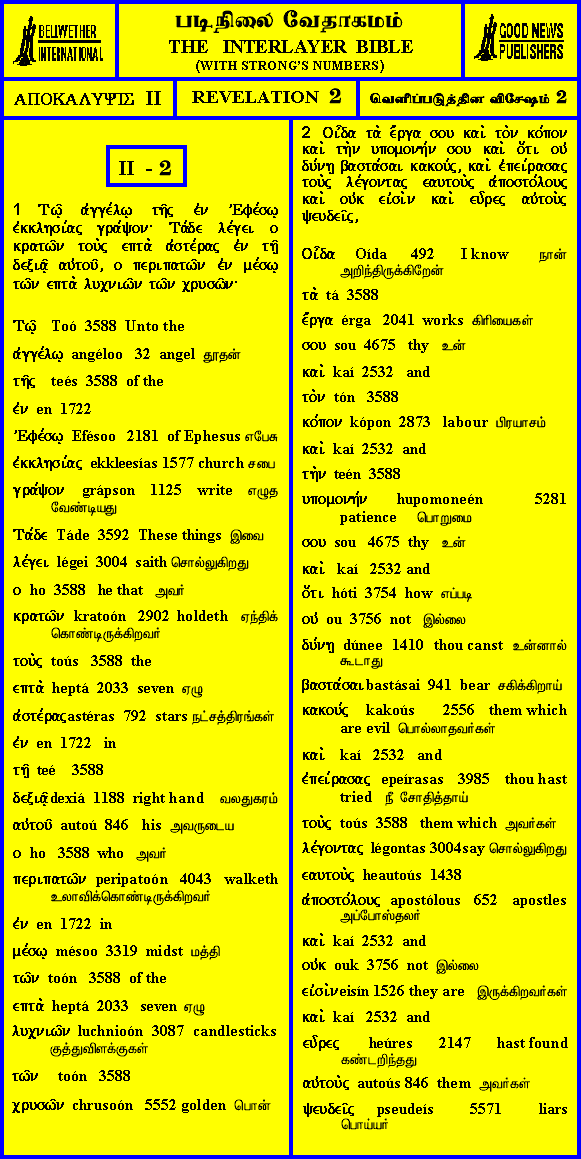 BELLWETHER
INTERNATIONAL
படிநிலை வேதாகமம்
THE INTERLAYER BIBLE
(WITH STRONG'S NUMBERS)
GOOD NEWS
PUBLISHERS
ΑΠΟΚΑΛΥΨΙΣ II
REVELATION 2
வெளிப்படுத்தின விசேஷம் 2
II - 2
1 Τῷ ἀγγέλῳ τῆς ἐν Ἐφέσῳ
ἐκκλησίας γράψον· Τάδε λέγει ο
κρατῶν τοὺς επτὰ ἀστέρας ἐν τῇ
δεξιᾷ αὐτοῦ, ο περιπατῶν ἐν μέσῳ
τῶν επτὰ λυχνιῶν τῶν χρυσῶν·
Τῷ Toó 3588 Unto the
ἀγγέλῳ angéloo 32 angel தூதன்
τῆς teés 3588 of the
ἐν en 1722
Ἐφέσῳ Efésoo 2181 of Ephesus எபேசு
ἐκκλησίας ekkleesías 1577 church சபை
γράψον grápson 1125 write எழுத
வேண்டியது
Τάδε Táde 3592 These things இவை
λέγει légei 3004 saith சொல்லுகிறது
ο ho 3588 he that அவர்
κρατῶν kratoón 2902 holdeth ஏந்திக்
கொண்டிருக்கிறவர்
τοὺς toús 3588 the
επτὰ heptá 2033 seven ஏழு
ἀστέρας astéras 792 stars நட்சத்திரங்கள்
ἐν en 1722 in
τῇ teé 3588
δεξιᾷ dexiá 1188 right hand வலதுகரம்
αὐτοῦ autoú 846 his அவருடைய
ο ho 3588 who அவர்
περιπατῶν peripatoón 4043 walketh
உலாவிக்கொண்டிருக்கிறவர்
ἐν en 1722 in
μέσῳ mésoo 3319 midst மத்தி
τῶν toón 3588 of the
επτὰ heptá 2033 seven ஏழு
λυχνιῶν luchnioón 3087 candlesticks
குத்துவிளக்குகள்
τῶν toón 3588
χρυσῶν chrusoón 5552 golden பொன்
2 Οἶδα τὰ ἔργα σου καὶ τὸν κόπον
καὶ τὴν υπομονήν σου καὶ ὅτι οὐ
δύνῃ βαστάσαι κακούς, καὶ ἐπείρασας
τοὺς λέγοντας εαυτοὺς ἀποστόλους
καὶ οὐκ εἰσὶν καὶ εὗρες αὐτοὺς
ψευδεῖς,
Οἶδα Oída 492 I know நான்
அறிந்திருக்கிறேன்
τὰ tá 3588
ἔργα érga 2041 works கிரியைகள்
σου sou 4675 thy உன்
καὶ kaí 2532 and
τὸν tón 3588
κόπον kópon 2873 labour பிரயாசம்
καὶ kaí 2532 and
τὴν teén 3588
υπομονήν hupomoneén 5281
patience பொறுமை
σου sou 4675 thy உன்
καὶ kaí 2532 and
ὅτι hóti 3754 how எப்படி
οὐ ou 3756 not இல்லை
δύνῃ dúnee 1410 thou canst உன்னால்
கூடாது
βαστάσαι bastásai 941 bear சகிக்கிறாய்
κακούς kakoús 2556 them which
are evil பொல்லாதவர்கள்
καὶ kaí 2532 and
ἐπείρασας epeírasas 3985 thou hast
tried நீ சோதித்தாய்
τοὺς toús 3588 them which அவர்கள்
λέγοντας légontas 3004 say சொல்லுகிறது
εαυτοὺς heautoús 1438
ἀποστόλους apostólous 652 apostles
அப்போஸ்தலர்
καὶ kaí 2532 and
οὐκ ouk 3756 not இல்லை
εἰσὶν eisín 1526 they are இருக்கிறவர்கள்
καὶ kaí 2532 and
εὗρες heúres 2147 hast found
கண்டறிந்தது
αὐτοὺς autoús 846 them அவர்கள்
ψευδεῖς pseudeís 5571 liars
பொய்யர்